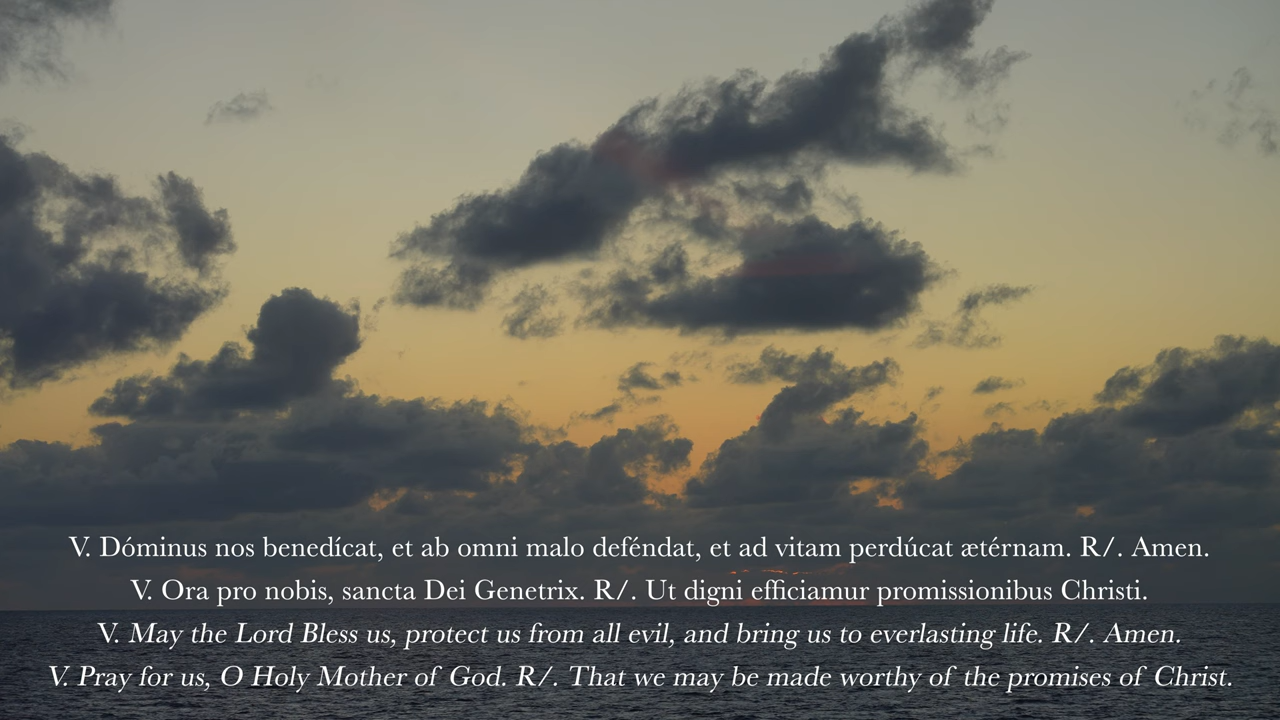 V. Dóminus nos benedícat, et ab omni malo deféndat, et ad vitam perdúcat ætérnam. R/. Amen.
V. Ora pro nobis, sancta Dei Genetrix. R/. Ut digni efficiamur promissionibus Christi.
V. May the Lord Bless us, protect us from all evil, and bring us to everlasting life. R/. Amen.
V. Pray for us, O Holy Mother of God. R/. That we may be made worthy of the promises of Christ.